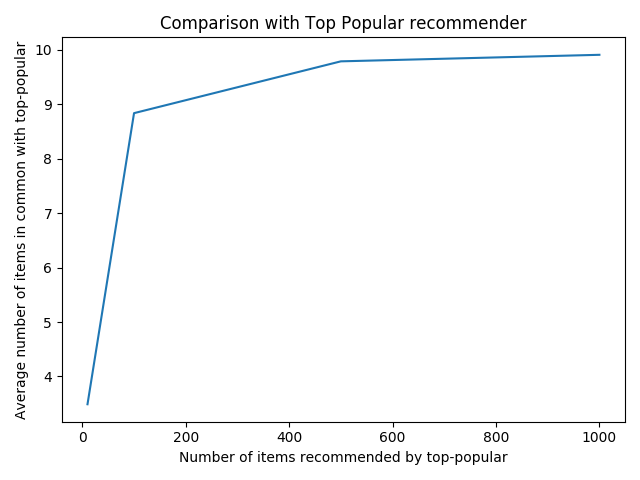 Comparison with Top Popular recommender
Average number of items in common with top-popular
10
9
8
7
6
5
4
0 200 400 600 800 1000
Number of items recommended by top-popular